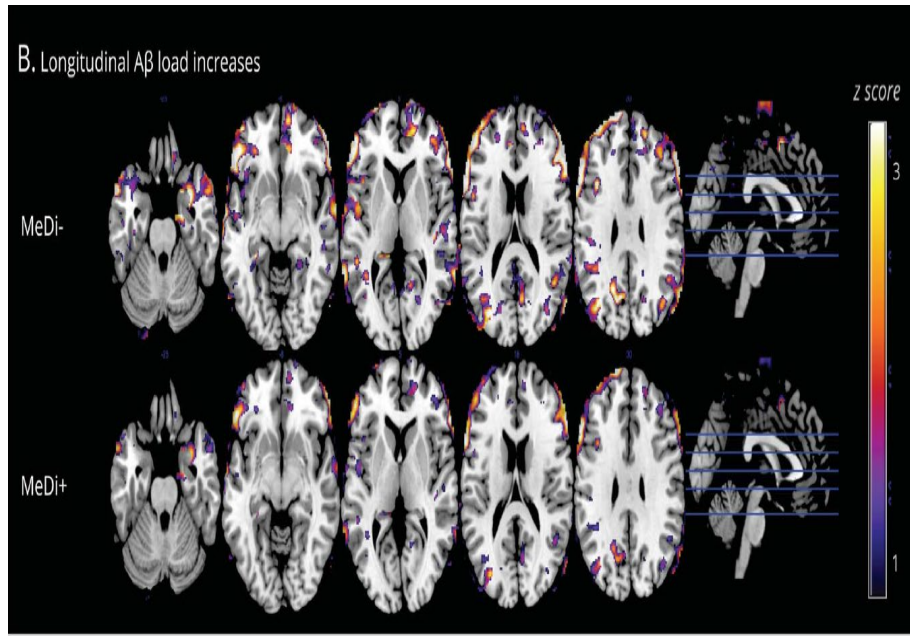 B. Longitudinal Aβ load increases
z score
3
MeDi-
MeDi+
1